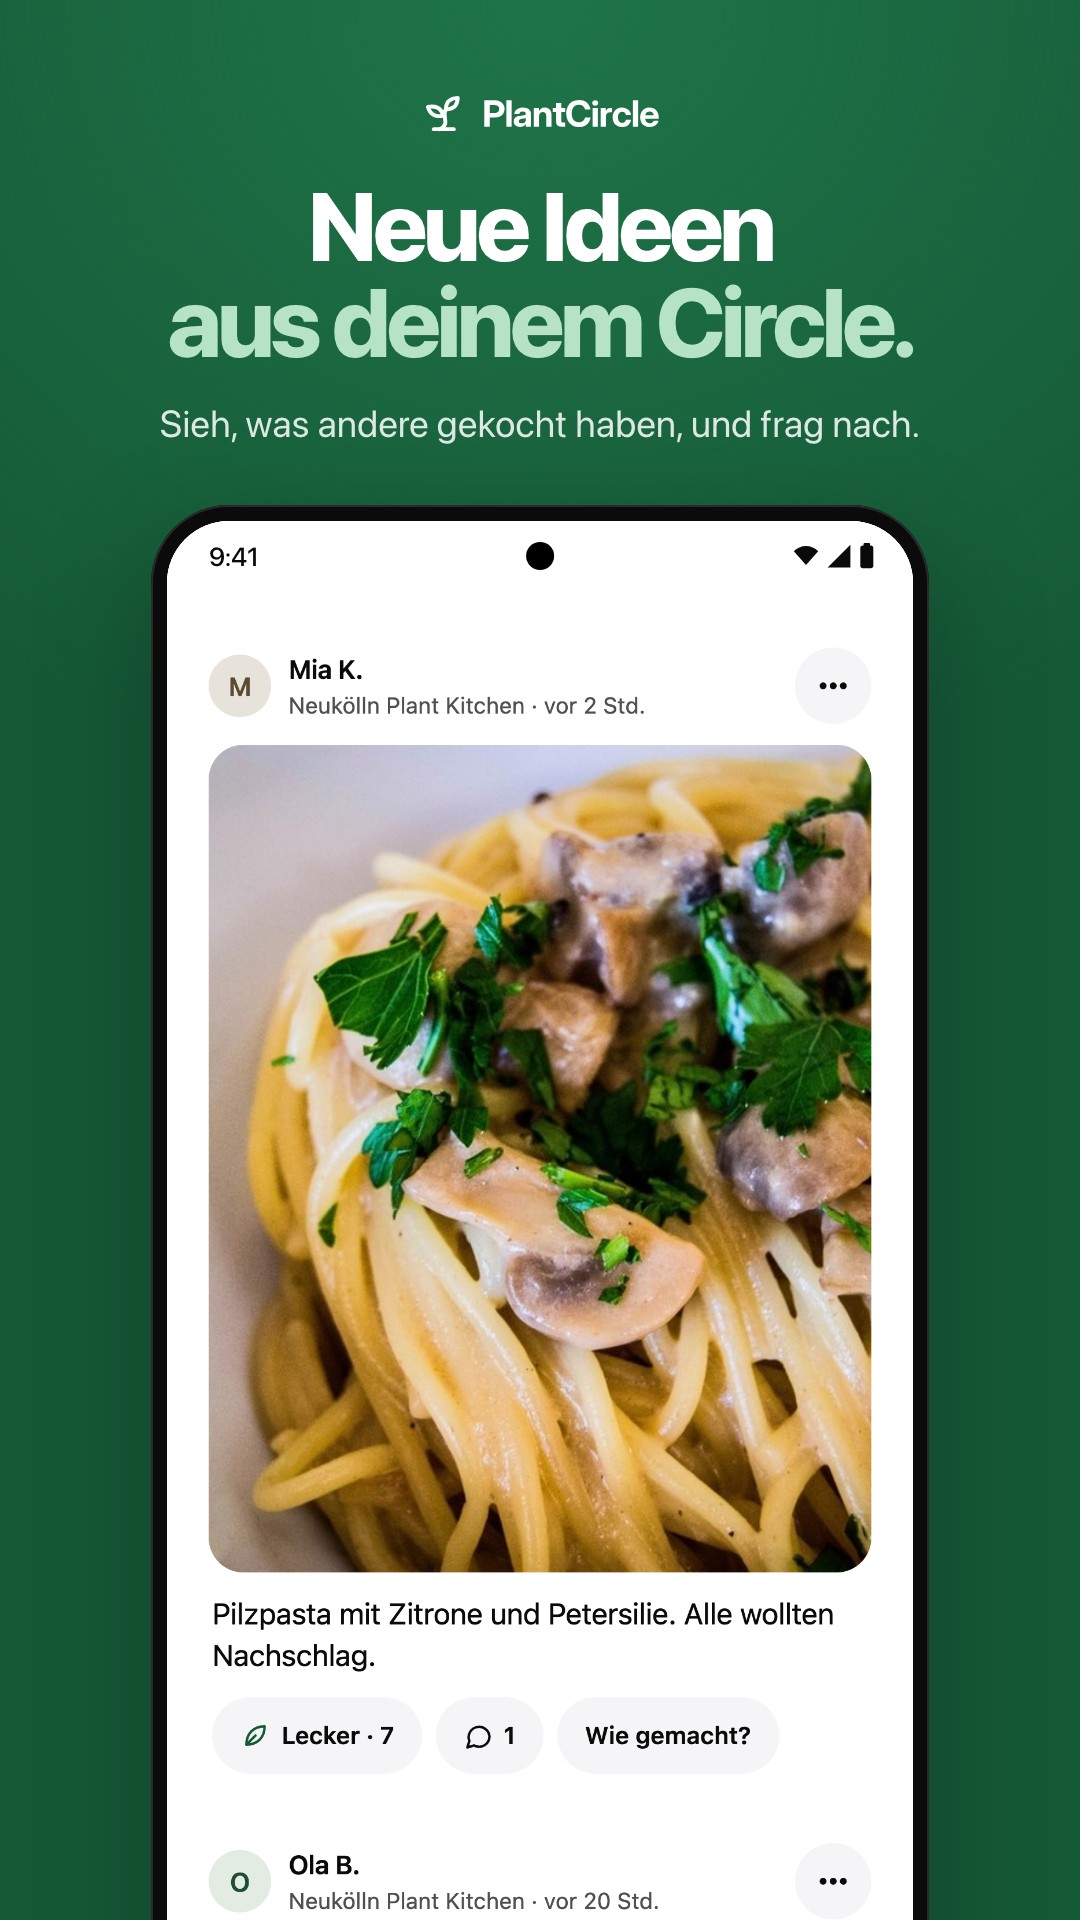 PlantCircle
Neue Ideen
aus deinem Circle.
Sieh, was andere gekocht haben, und frag nach.
9:41
M
Mia K.
Neukölln Plant Kitchen · vor 2 Std.
Pilzpasta mit Zitrone und Petersilie. Alle wollten
Nachschlag.
Lecker · 7
1
Wie gemacht?
O
Ola B.
Neukölln Plant Kitchen · vor 20 Std.